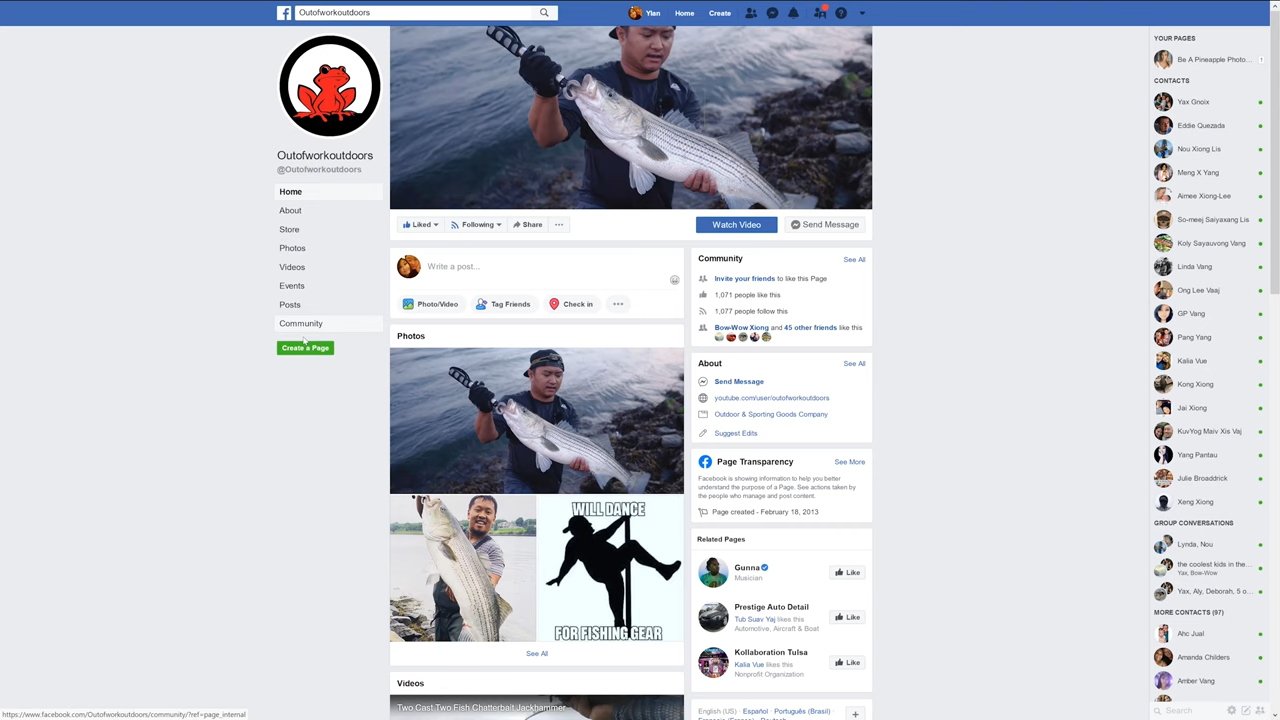 Outofworkoutdoors
Ylan
Home
Create
Outofworkoutdoors
@Outofworkoutdoors
Home
About
Store
Photos
Videos
Events
Posts
Community
Create a Page
Liked
Following
Share
Watch Video
Send Message
Write a post...
Photo/Video
Tag Friends
Check in
Photos
WILL DANCE
FOR FISHING GEAR
See All
Videos
Two Cast Two Fish Chatterbait Jackhammer
Community
See All
Invite your friends to like this Page
1,071 people like this
1,077 people follow this
Bow-Wow Xiong and 45 other friends like this
About
See All
Send Message
youtube.com/user/outofworkoutdoors
Outdoor & Sporting Goods Company
Suggest Edits
Page Transparency
See More
Facebook is showing information to help you better
understand the purpose of a Page. See actions taken by
the people who manage and post content.
Page created - February 18, 2013
Related Pages
Gunna
Musician
Like
Prestige Auto Detail
Tub Suav Yaj likes this
Automotive, Aircraft & Boat
Like
Kollaboration Tulsa
Kalia Vue likes this
Nonprofit Organization
Like
English (US) · Español · Português (Brasil) ·
YOUR PAGES
Be A Pineapple Photo...
1
CONTACTS
Yax Gnoix
Eddie Quezada
Nou Xiong Lis
Meng X Yang
Aimee Xiong-Lee
So-meej Saiyaxang Lis
Koly Sayauvong Vang
Linda Vang
Ong Lee Vaaj
GP Vang
Pang Yang
Kalia Vue
Kong Xiong
Jai Xiong
KuvYog Maiv Xis Vaj
Yang Pantau
Julie Broaddrick
Xeng Xiong
GROUP CONVERSATIONS
Lynda, Nou
the coolest kids in the...
Yax, Bow-Wow
Yax, Aly, Deborah, 5 o...
MORE CONTACTS (97)
Ahc Jual
Amanda Childers
Amber Vang
Search
https://www.facebook.com/Outofworkoutdoors/community/?ref=page_internal